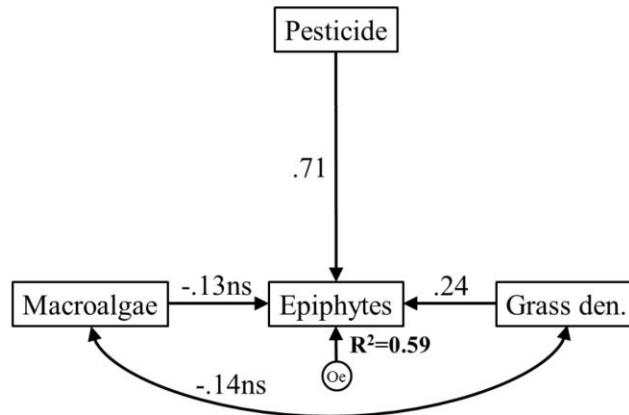 Pesticide
.71
Macroalgae
-.13ns
Epiphytes
.24
Grass den.
R²=0.59
Oe
-.14ns